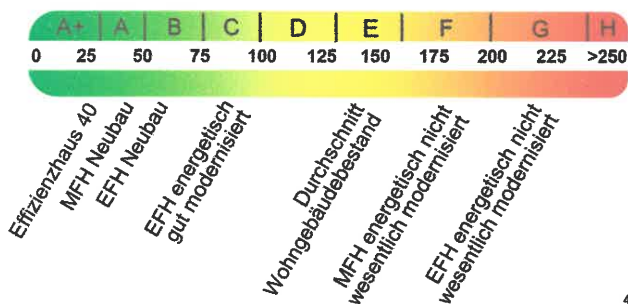 A+ A B C D E F G H
0 25 50 75 100 125 150 175 200 225 >250
Effizienzhaus 40
MFH Neubau
EFH Neubau
EFH energetisch
gut modernisiert
Durchschnitt
Wohngebäudebestand
MFH energetisch nicht
wesentlich modernisiert
EFH energetisch nicht
wesentlich modernisiert